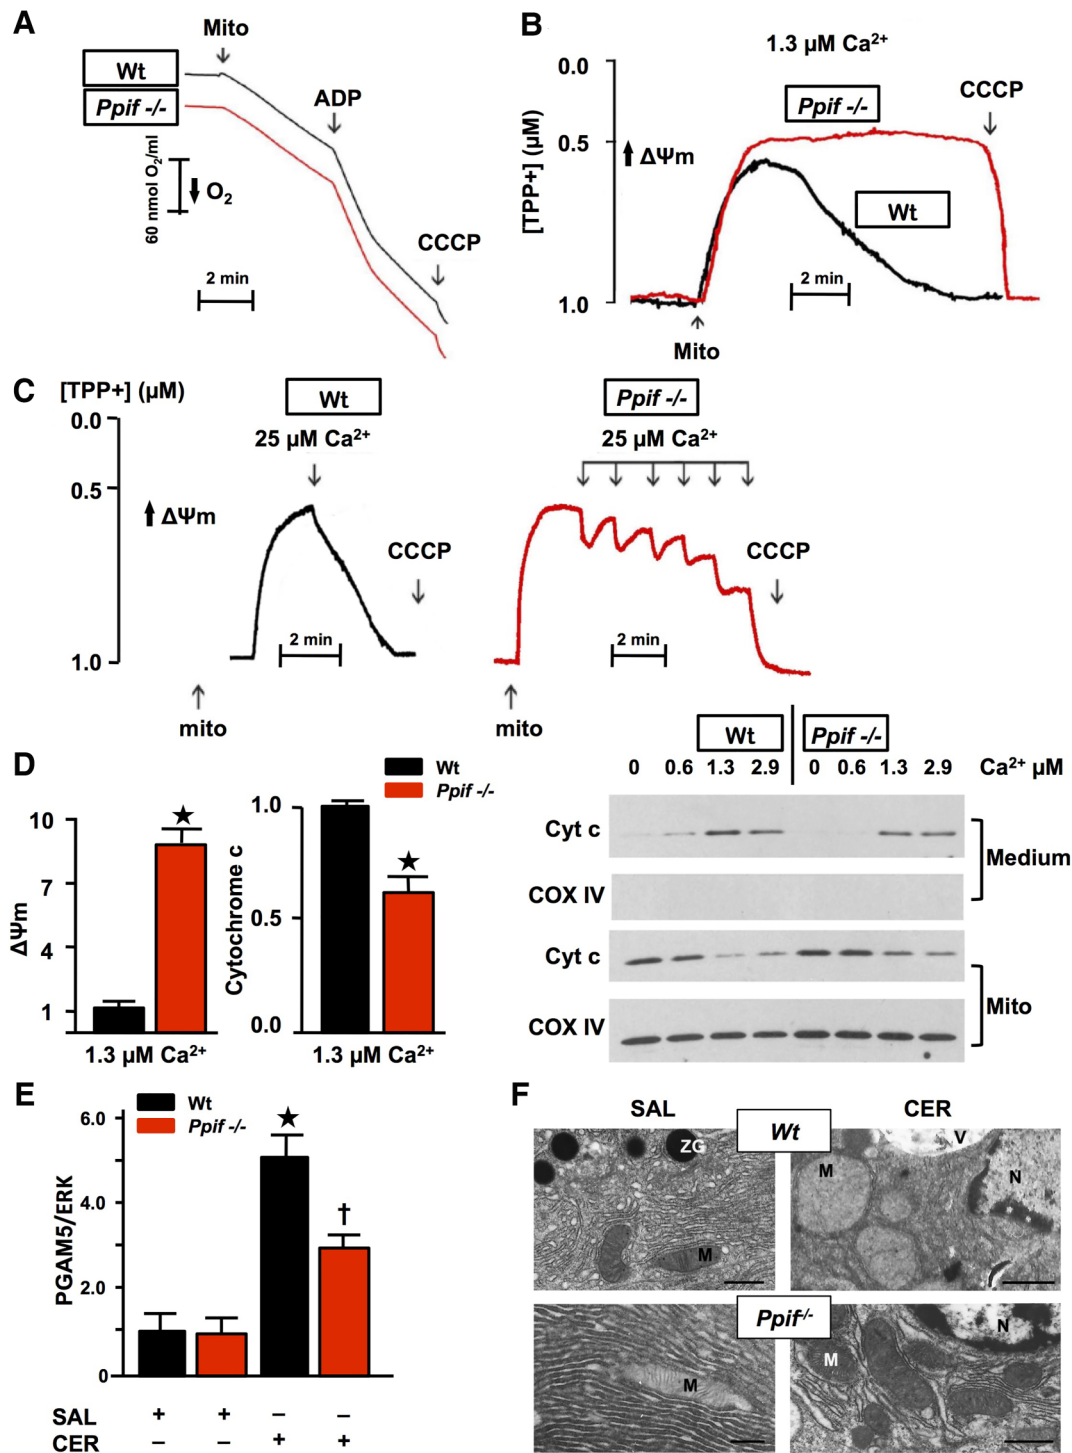 A
Mito
Wt
Ppif -/-
ADP
60 nmol O₂/ml
O₂
CCCP
2 min
B
1.3 µM Ca²⁺
0.0
0.5
1.0
[TPP+] (µM)
ΔΨm
Ppif -/-
CCCP
Wt
2 min
Mito
C
[TPP+] (µM)
0.0
0.5
1.0
ΔΨm
Wt
25 µM Ca²⁺
CCCP
2 min
mito
Ppif -/-
25 µM Ca²⁺
CCCP
2 min
mito
D
Wt
Ppif -/-
10
7
4
1
ΔΨm
★
1.3 µM Ca²⁺
1.0
0.5
0.0
Cytochrome c
★
1.3 µM Ca²⁺
Wt
Ppif -/-
0 0.6 1.3 2.9 0 0.6 1.3 2.9 Ca²⁺ µM
Cyt c
COX IV
Medium
Cyt c
COX IV
Mito
E
Wt
Ppif -/-
6.0
4.0
2.0
0
PGAM5/ERK
★
†
SAL + + – –
CER – – + +
F
SAL
CER
Wt
ZG
M
M
V
N
* *
Ppif-/-
M
M
N